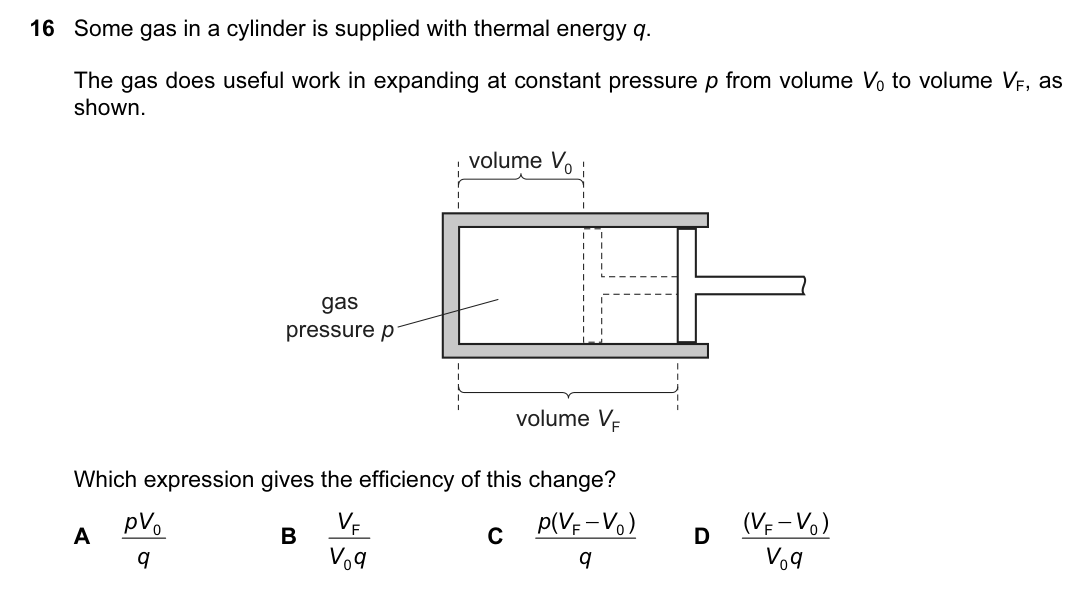 16 Some gas in a cylinder is supplied with thermal energy q.
The gas does useful work in expanding at constant pressure p from volume V₀ to volume V_F, as
shown.
volume V₀
gas
pressure p
volume V_F
Which expression gives the efficiency of this change?
A pV₀/q B V_F/V₀q C p(V_F − V₀)/q D (V_F − V₀)/V₀q